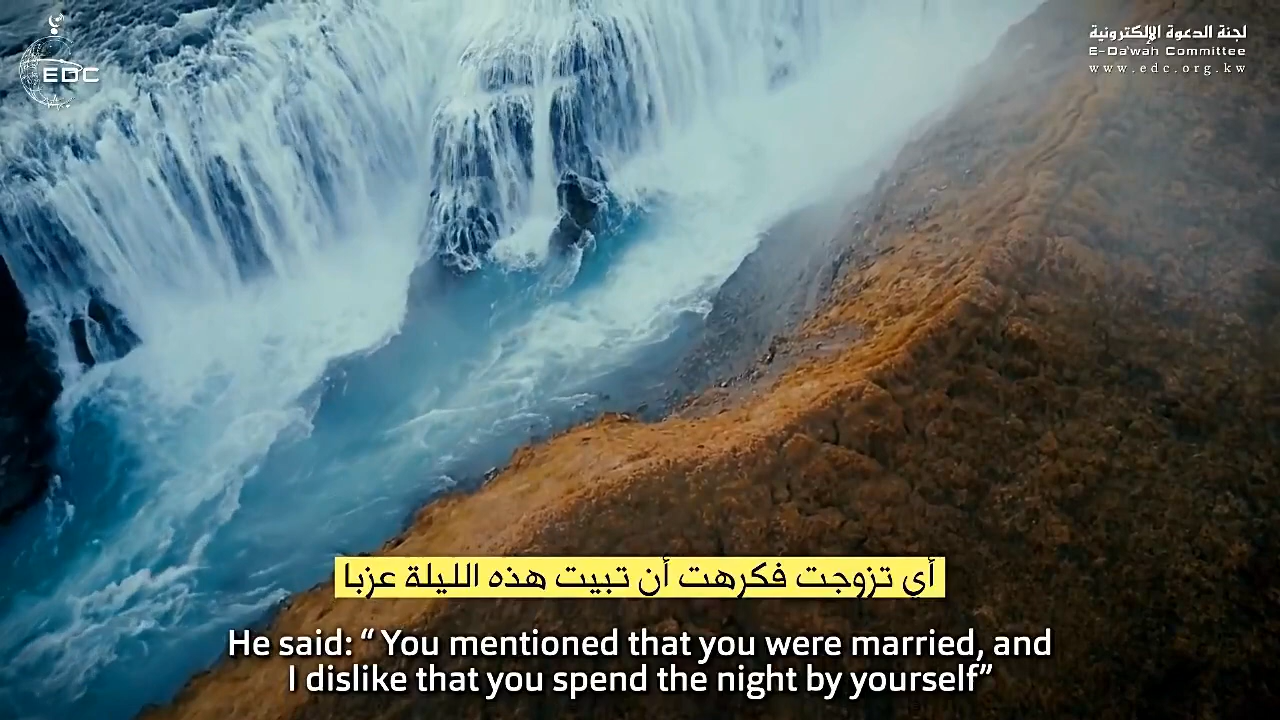 EDC
لجنة الدعوة الإلكترونية
E-Da'wah Committee
www.edc.org.kw
أي تزوجت فكرهت أن تبيت هذه الليلة عزبا
He said: “ You mentioned that you were married, and
I dislike that you spend the night by yourself”